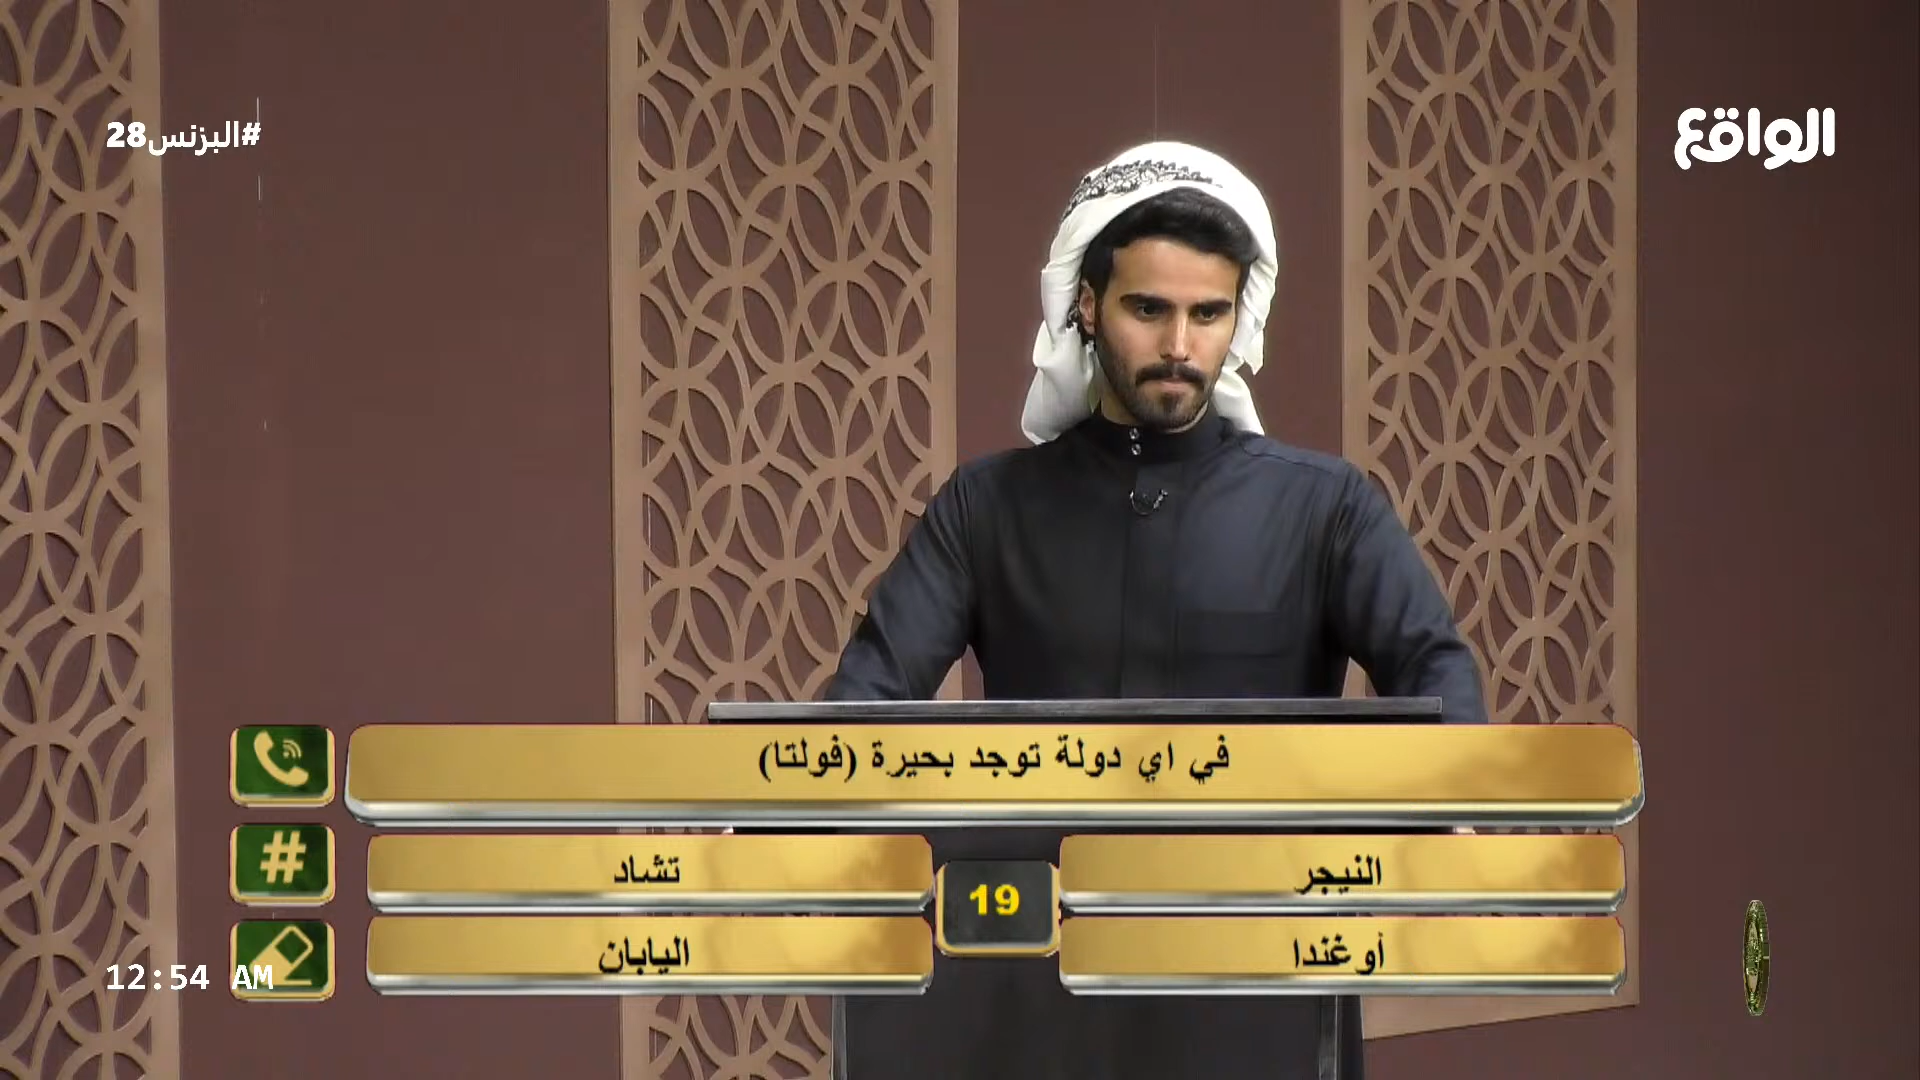 #البزنس28
الواقع
في اي دولة توجد بحيرة (فولتا)
النيجر
تشاد
19
أوغندا
اليابان
#
12:54 AM